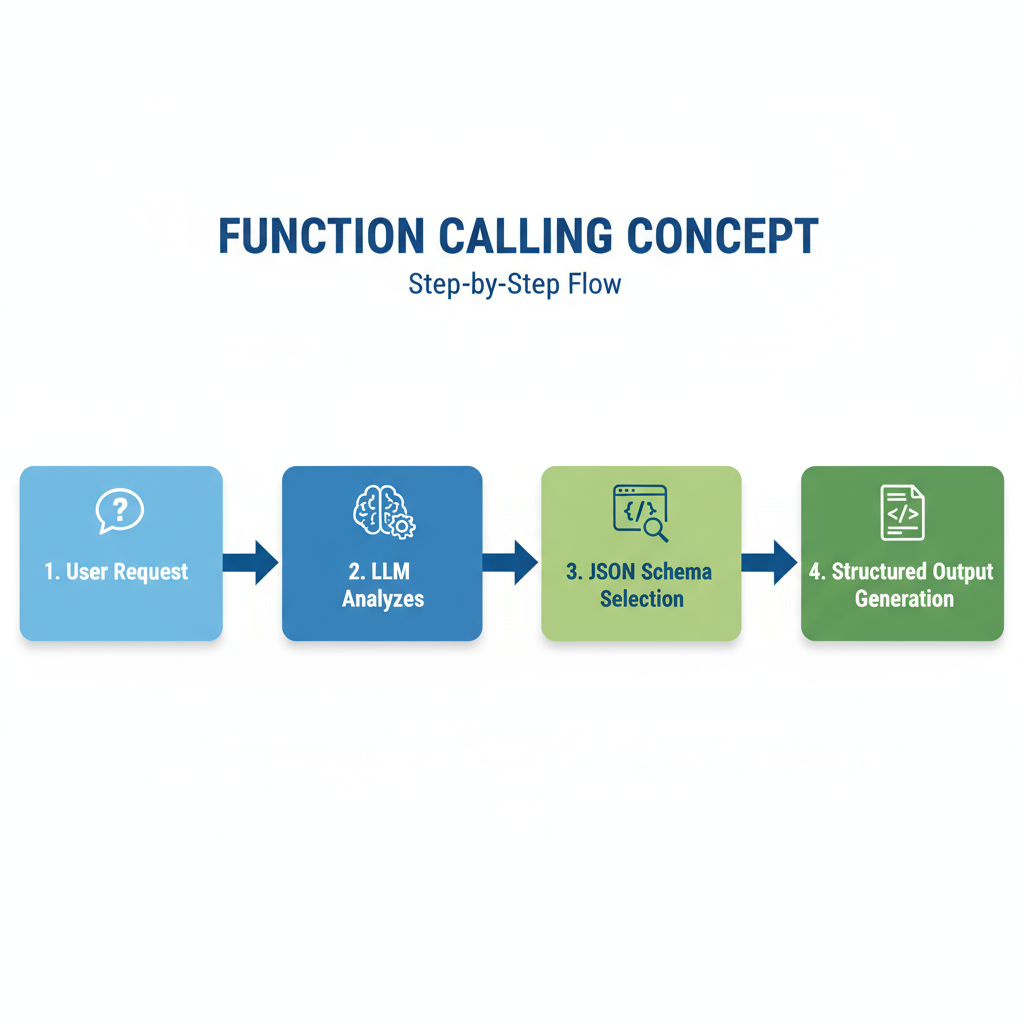 FUNCTION CALLING CONCEPT
Step-by-Step Flow
?
1. User Request
2. LLM
Analyzes
{/}
3. JSON Schema
Selection
</>
4. Structured Output
Generation